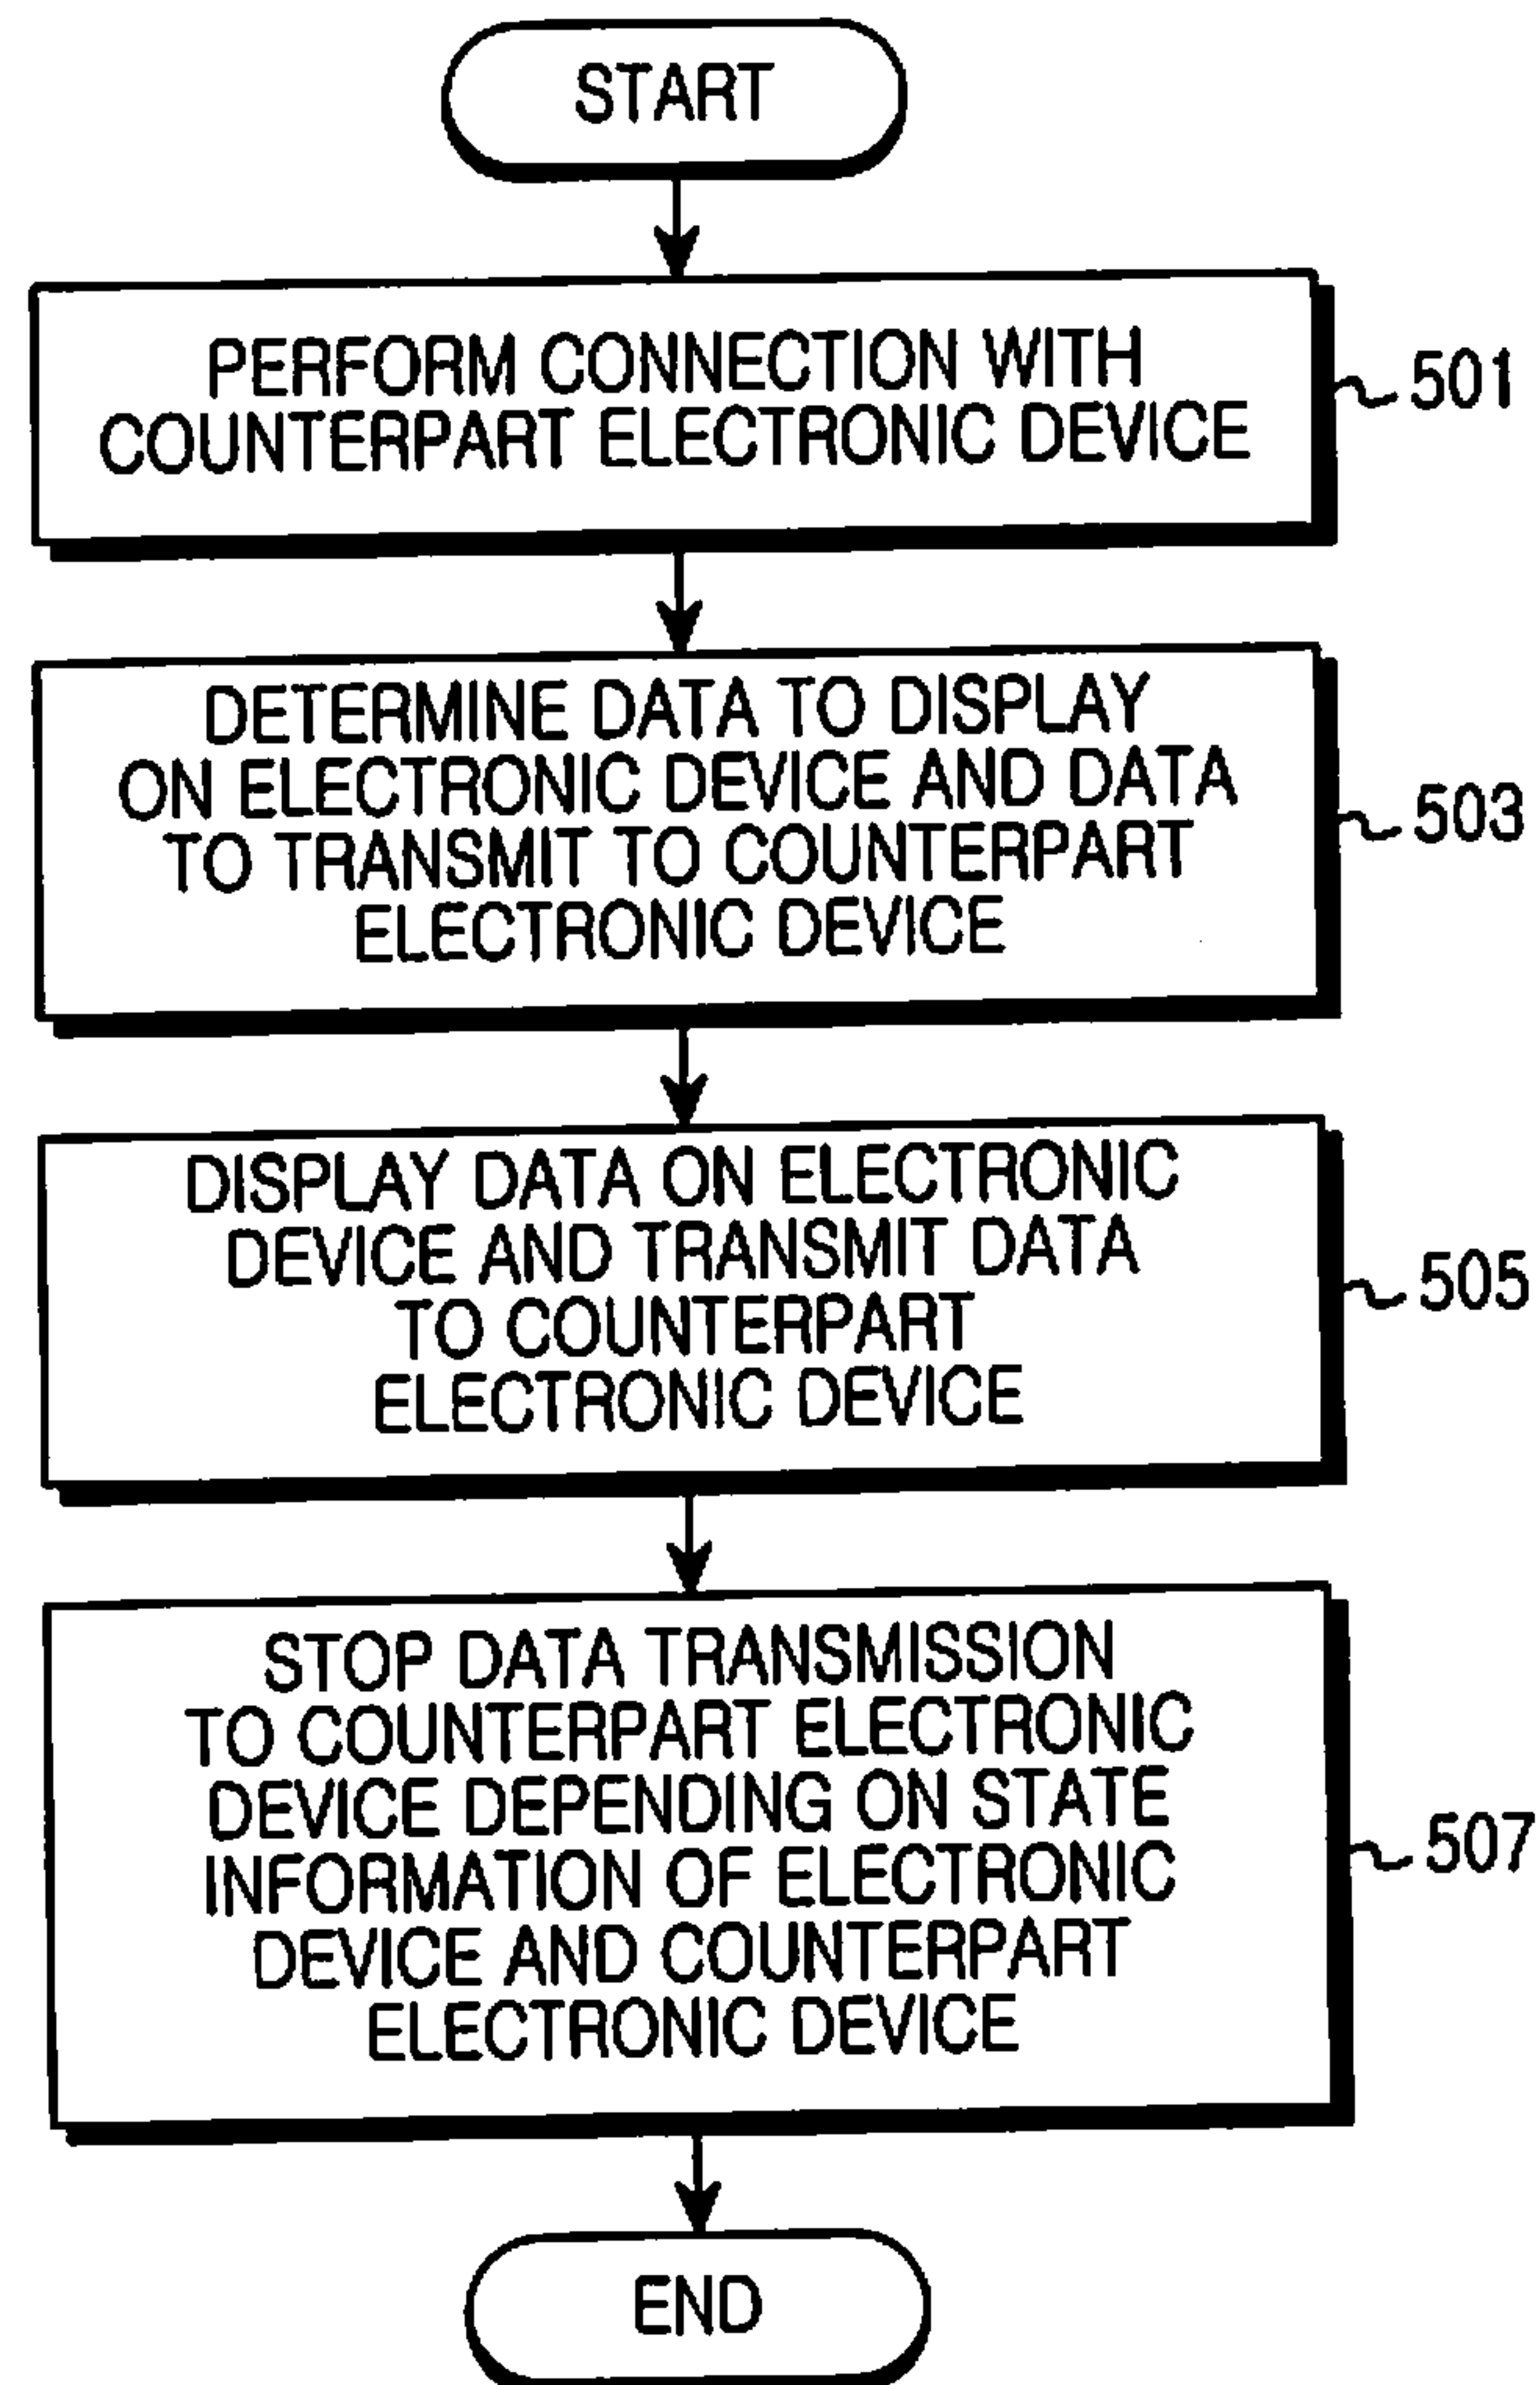 START
PERFORM CONNECTION WITH
COUNTERPART ELECTRONIC DEVICE
501
DETERMINE DATA TO DISPLAY
ON ELECTRONIC DEVICE AND DATA
TO TRANSMIT TO COUNTERPART
ELECTRONIC DEVICE
503
DISPLAY DATA ON ELECTRONIC
DEVICE AND TRANSMIT DATA
TO COUNTERPART
ELECTRONIC DEVICE
505
STOP DATA TRANSMISSION
TO COUNTERPART ELECTRONIC
DEVICE DEPENDING ON STATE
INFORMATION OF ELECTRONIC
DEVICE AND COUNTERPART
ELECTRONIC DEVICE
507
END